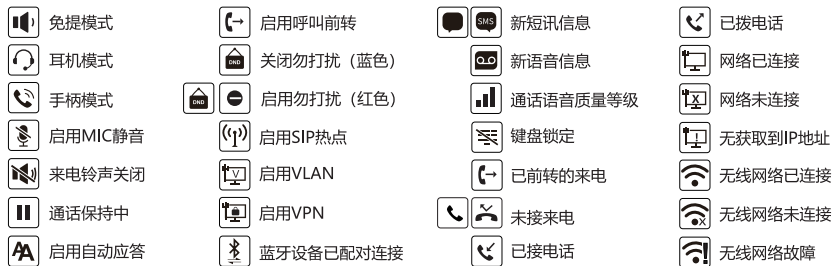 免提模式
启用呼叫前转
SMS
新短讯信息
已拨电话
耳机模式
DND
关闭勿打扰（蓝色）
新语音信息
网络已连接
手柄模式
DND
启用勿打扰（红色）
通话语音质量等级
X
网络未连接
启用MIC静音
启用SIP热点
键盘锁定
!
无获取到IP地址
来电铃声关闭
V
启用VLAN
已前转的来电
无线网络已连接
通话保持中
启用VPN
未接来电
X
无线网络未连接
AA
启用自动应答
蓝牙设备已配对连接
已接电话
!
无线网络故障